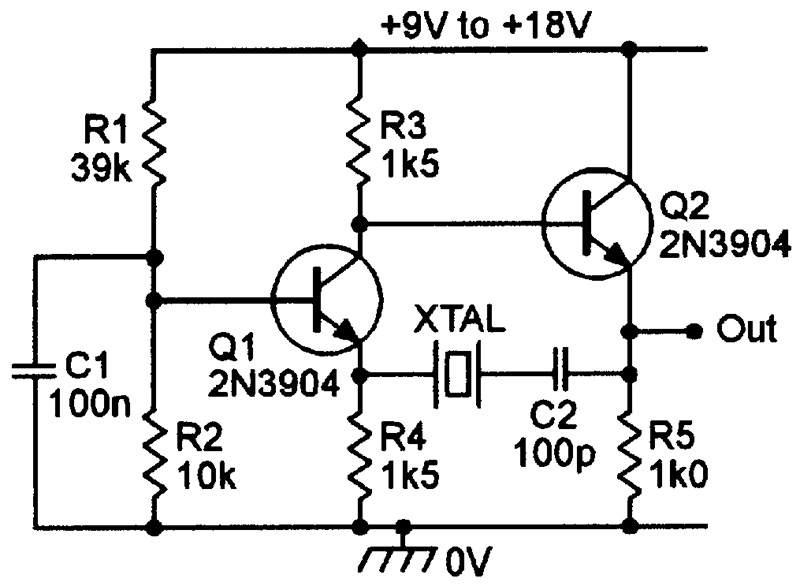 +9V to +18V
R1
39k
R3
1k5
Q2
2N3904
XTAL
Out
Q1
2N3904
C1
100n
C2
100p
R2
10k
R4
1k5
R5
1k0
0V